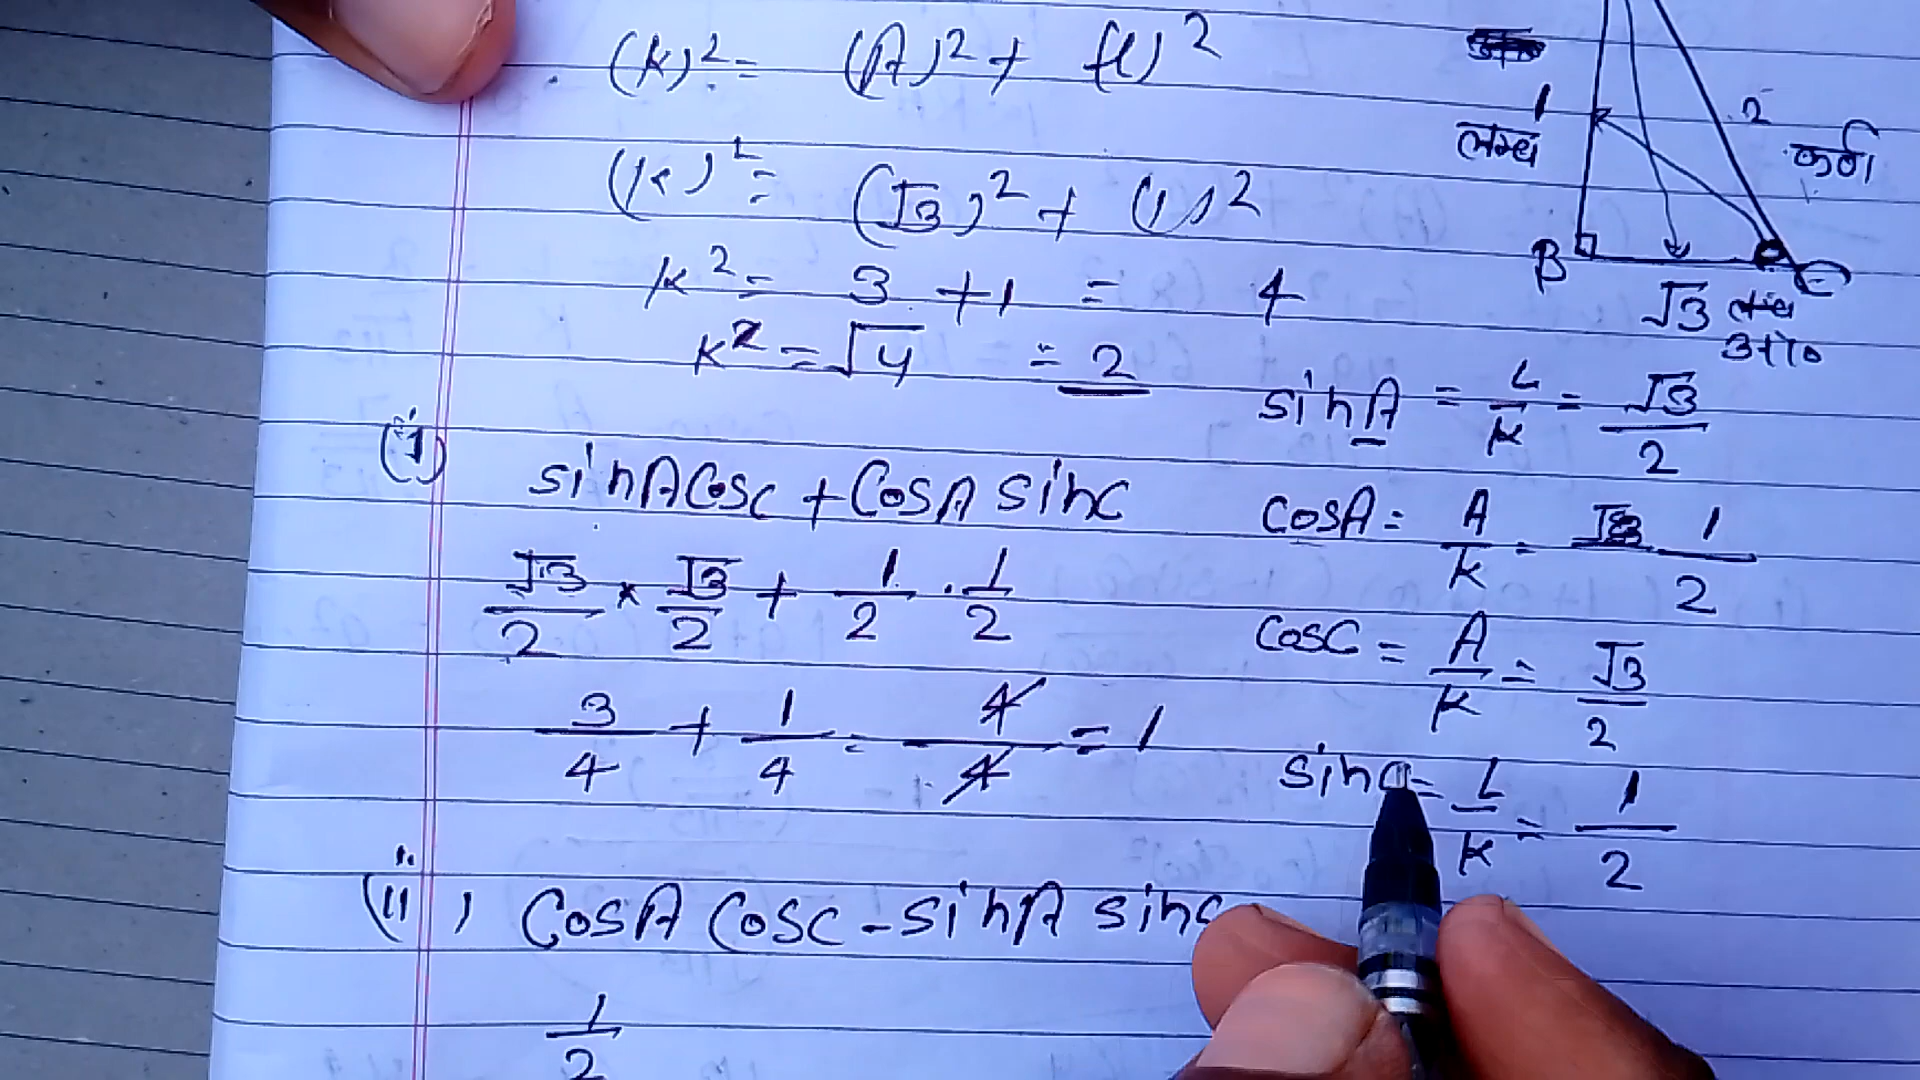 (K)² = (A)² + (L)²
(K)² = (√3)² + (1)²
K² = 3 + 1 = 4
K² = √4 = 2
1
लम्ब
2
कर्ण
B
C
√3
आ०
sinA = L/K = √3/2
(i)
sinA cosC + cosA sinC
cosA = A/K = 1/2
√3/2 × √3/2 + 1/2 · 1/2
cosC = A/K = √3/2
3/4 + 1/4 = 4/4 = 1
sinC = L/K = 1/2
(ii) cosA cosC - sinA sinC
1/2